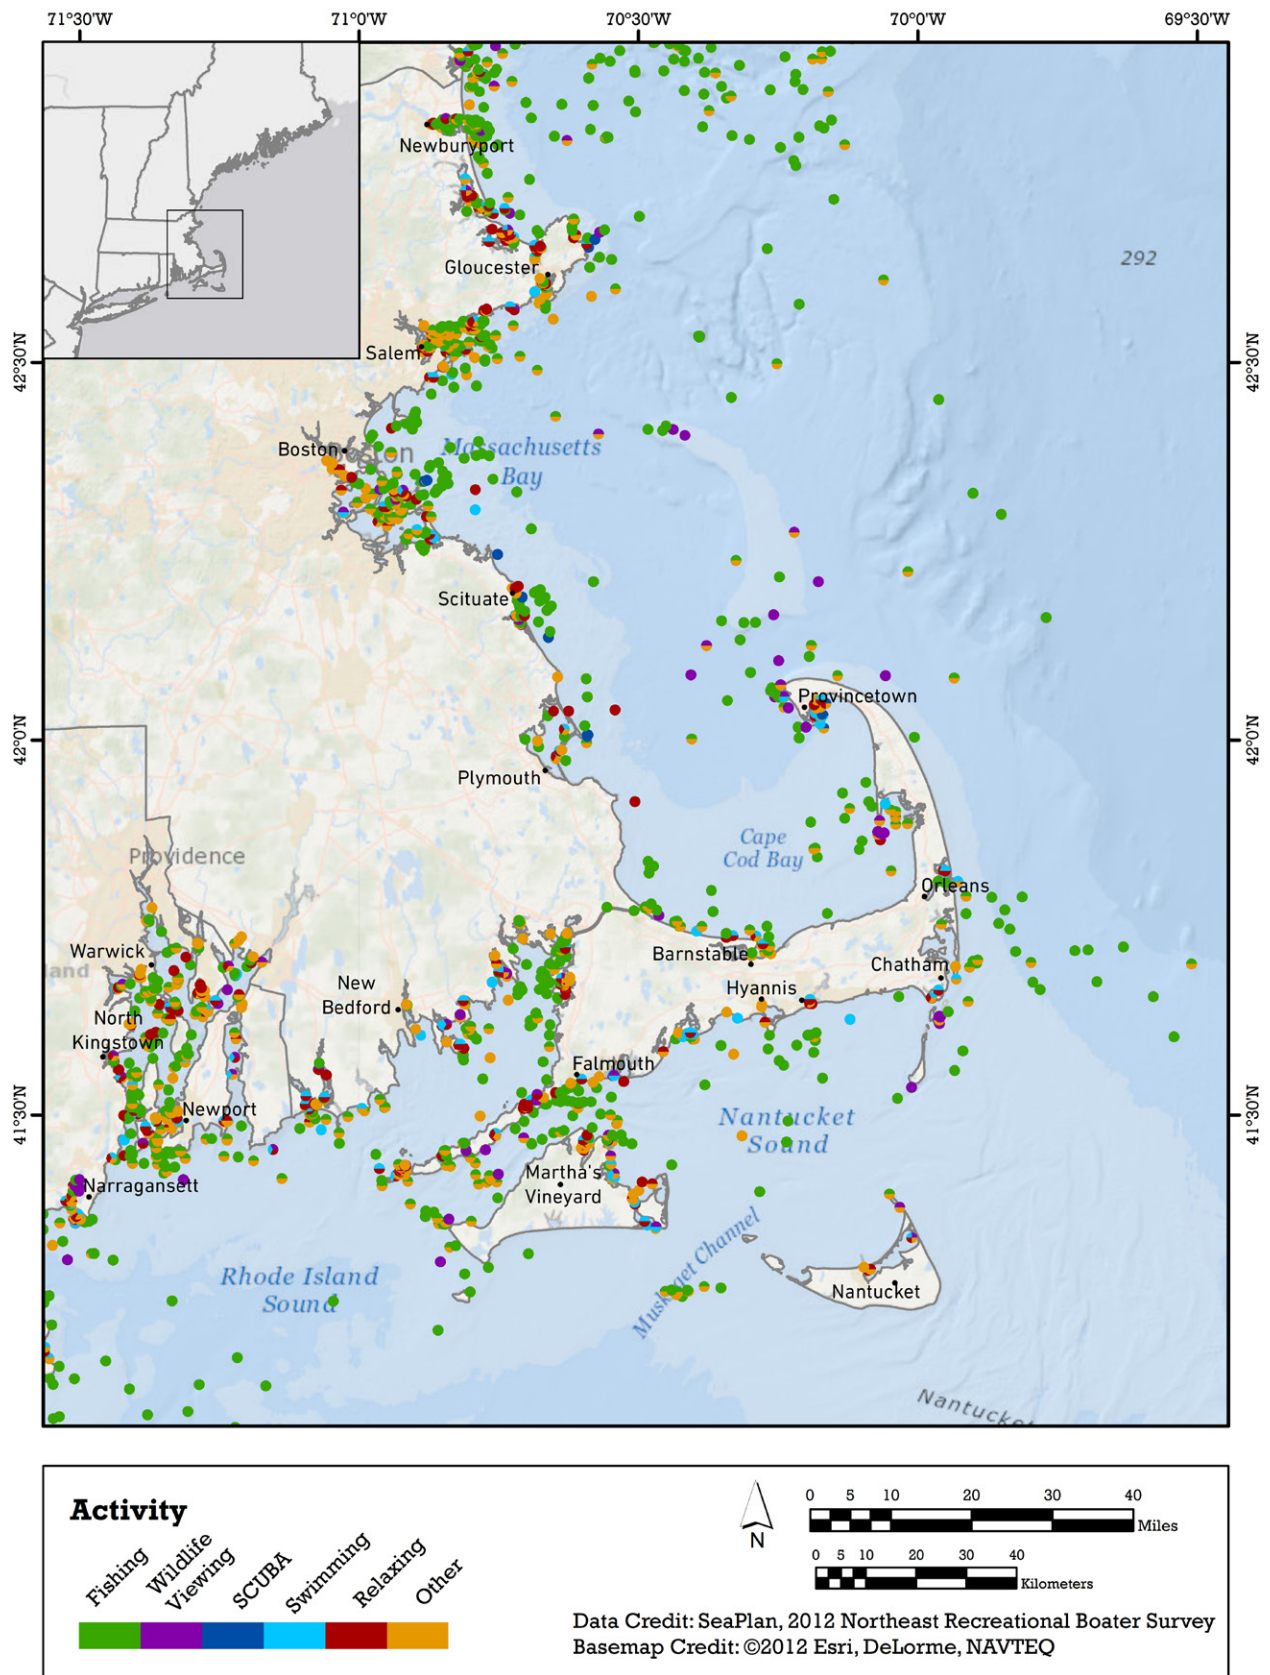 71°30'W 71°0'W 70°30'W 70°0'W 69°30'W
Newburyport
292
Gloucester
42°30'N
42°30'N
Salem
Boston
Boston
Massachusetts
Bay
Scituate
Provincetown
42°0'N
42°0'N
Plymouth
Cape
Cod Bay
Providence
Orleans
Warwick
Barnstable
Chatham
land
New
Bedford
Hyannis
North
Kingstown
Falmouth
41°30'N
41°30'N
Newport
Nantucket
Sound
Martha's
Vineyard
Narragansett
Muskeget Channel
Rhode Island
Sound
Nantucket
Nantucket
Activity
Fishing
Wildlife
Viewing
SCUBA
Swimming
Relaxing
Other
N
0 5 10 20 30 40
Miles
0 5 10 20 30 40
Kilometers
Data Credit: SeaPlan, 2012 Northeast Recreational Boater Survey
Basemap Credit: ©2012 Esri, DeLorme, NAVTEQ